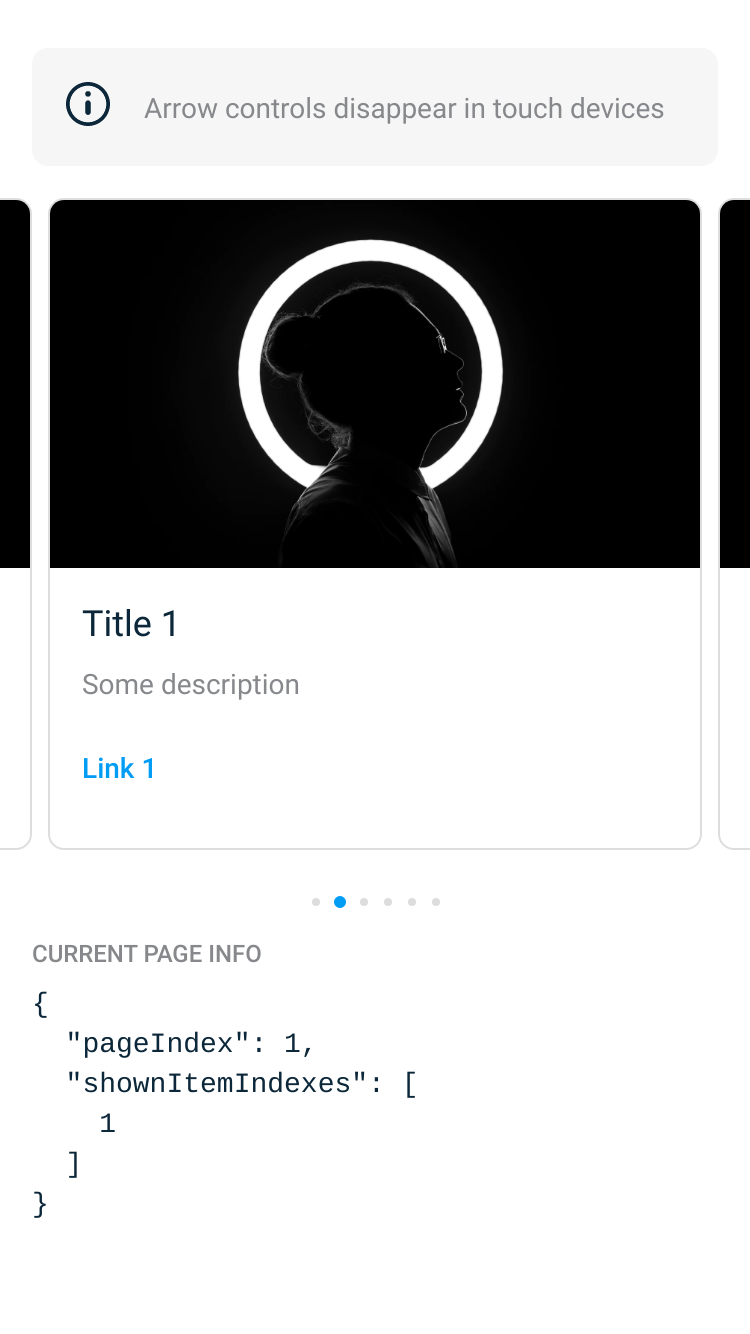 Arrow controls disappear in touch devices
Title 1
Some description
Link 1
CURRENT PAGE INFO
{
  "pageIndex": 1,
  "shownItemIndexes": [
    1
  ]
}